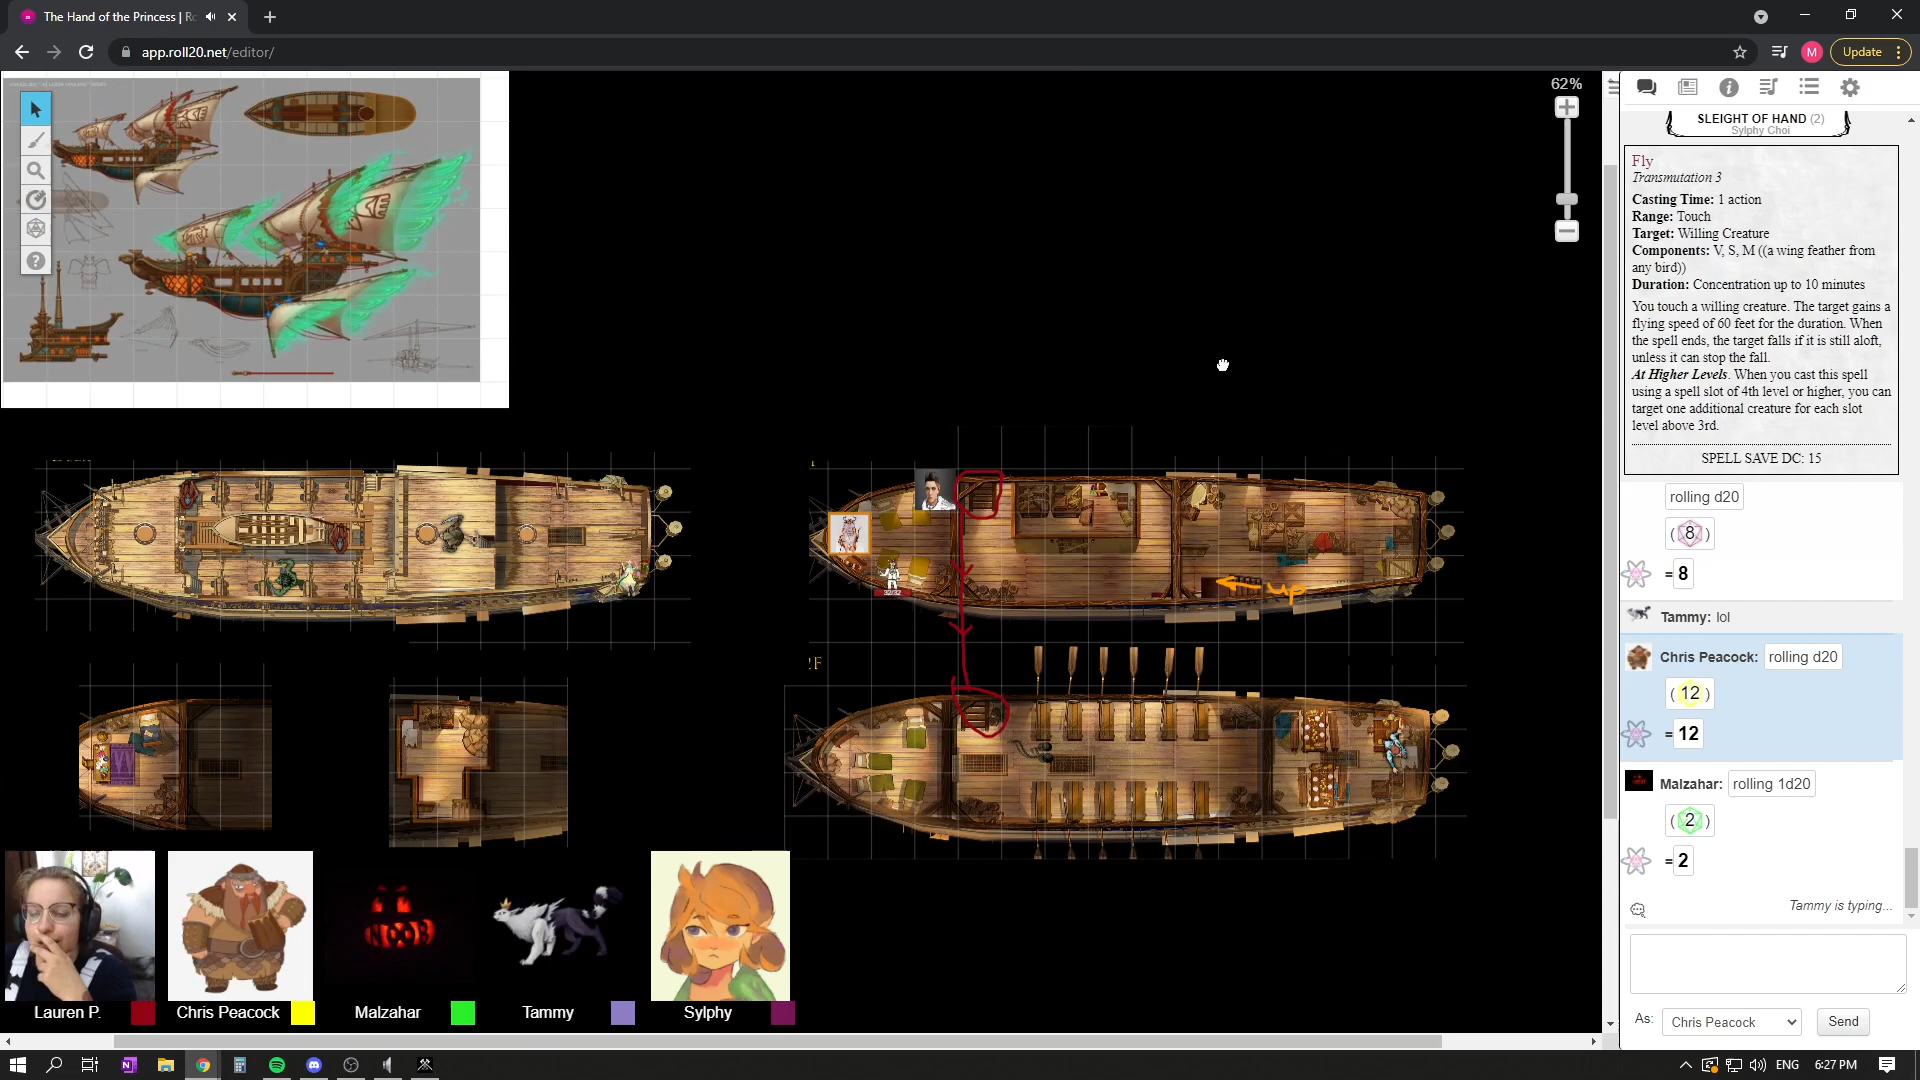 The Hand of the Princess | Ro
app.roll20.net/editor/
M
Update
62%
SLEIGHT OF HAND (2)
Sylphy Choi
Fly
Transmutation 3
Casting Time: 1 action
Range: Touch
Target: Willing Creature
Components: V, S, M ((a wing feather from
any bird))
Duration: Concentration up to 10 minutes
You touch a willing creature. The target gains a
flying speed of 60 feet for the duration. When
the spell ends, the target falls if it is still aloft,
unless it can stop the fall.
At Higher Levels. When you cast this spell
using a spell slot of 4th level or higher, you can
target one additional creature for each slot
level above 3rd.
SPELL SAVE DC: 15
rolling d20
(8)
=8
Tammy: lol
Chris Peacock: rolling d20
(12)
=12
Malzahar: rolling 1d20
(2)
=2
Tammy is typing...
As: Chris Peacock
Send
up
32/32
2F
NOOB
Lauren P.
Chris Peacock
Malzahar
Tammy
Sylphy
ENG
6:27 PM